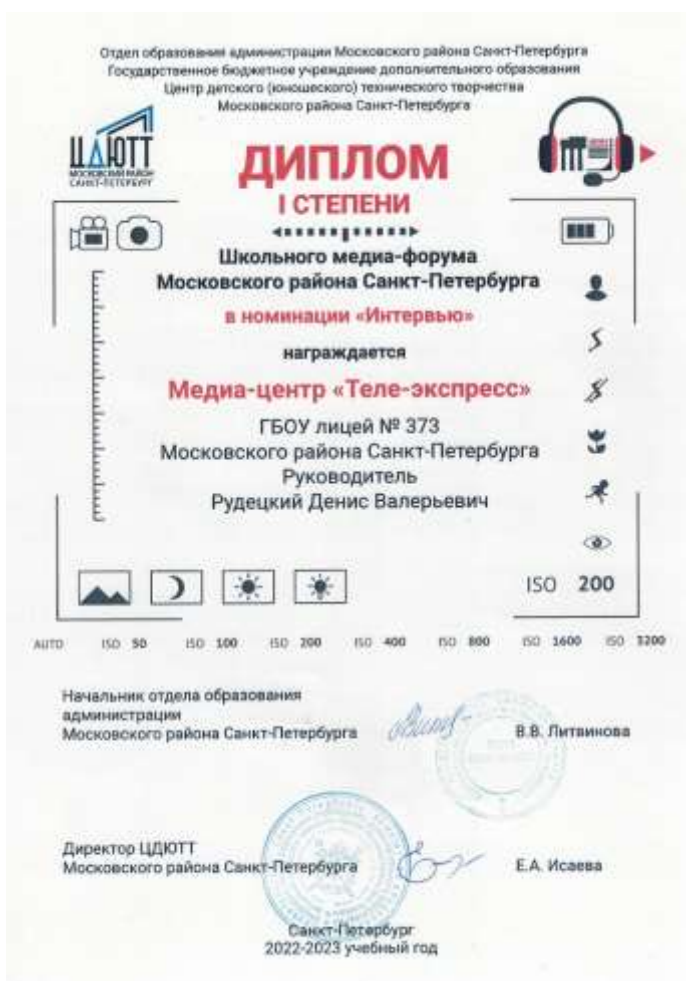 Отдел образования администрации Московского района Санкт-Петербурга
Государственное бюджетное учреждение дополнительного образования
Центр детского (юношеского) технического творчества
Московского района Санкт-Петербурга
ЦДЮТТ
МОСКОВСКИЙ РАЙОН
САНКТ-ПЕТЕРБУРГ
ДИПЛОМ
I СТЕПЕНИ
Школьного медиа-форума
Московского района Санкт-Петербурга
в номинации «Интервью»
награждается
Медиа-центр «Теле-экспресс»
ГБОУ лицей № 373
Московского района Санкт-Петербурга
Руководитель
Рудецкий Денис Валерьевич
ISO 200
AUTO ISO 50 ISO 100 ISO 200 ISO 400 ISO 800 ISO 1600 ISO 3200
Начальник отдела образования
администрации
Московского района Санкт-Петербурга В.В. Литвинова
Директор ЦДЮТТ
Московского района Санкт-Петербурга Е.А. Исаева
Санкт-Петербург
2022-2023 учебный год